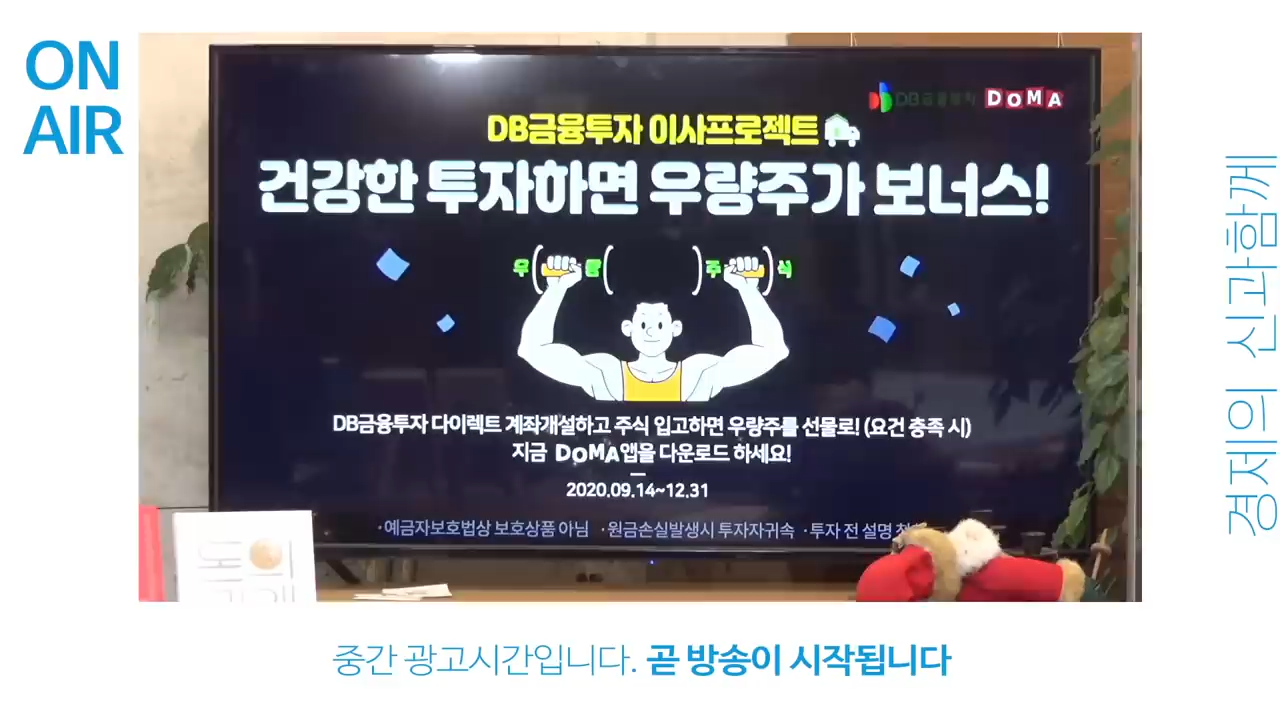 ON
AIR
DB금융투자 DOMA
DB금융투자 이사프로젝트
건강한 투자하면 우량주가 보너스!
우 량 주 식
DB금융투자 다이렉트 계좌개설하고 주식 입고하면 우량주를 선물로! (요건 충족 시)
지금 DOMA앱을 다운로드 하세요!
2020.09.14~12.31
·예금자보호법상 보호상품 아님 ·원금손실발생시 투자자귀속 ·투자 전 설명
경제의 신과함께
중간 광고시간입니다. 곧 방송이 시작됩니다